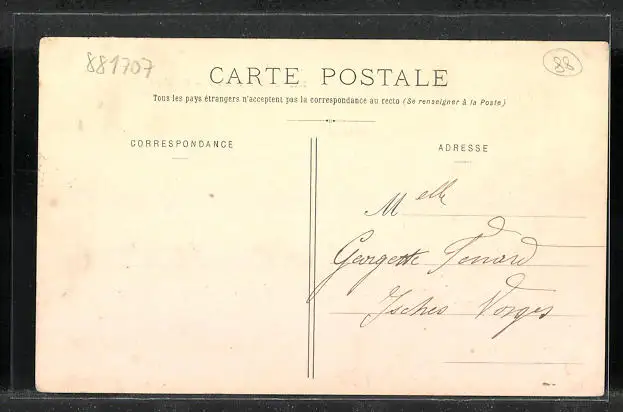 881707
88
CARTE POSTALE
Tous les pays étrangers n'acceptent pas la correspondance au recto (Se renseigner à la Poste)
CORRESPONDANCE
ADRESSE
Melle
Georgette Tenard
Isches Vosges